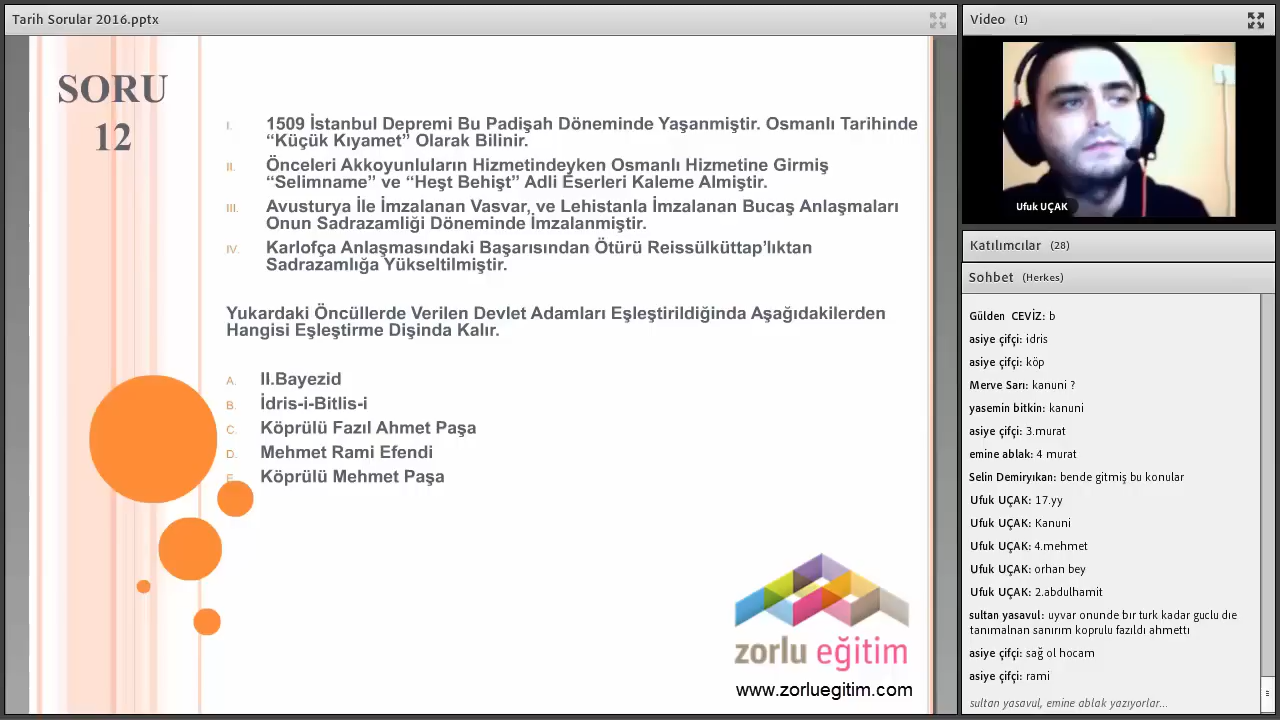 Tarih Sorular 2016.pptx
SORU
12
I. 1509 İstanbul Depremi Bu Padişah Döneminde Yaşanmiştir. Osmanlı Tarihinde
“Küçük Kıyamet” Olarak Bilinir.
II. Önceleri Akkoyunluların Hizmetindeyken Osmanlı Hizmetine Girmiş
“Selimname” ve “Heşt Behişt” Adli Eserleri Kaleme Almiştir.
III. Avusturya İle İmzalanan Vasvar, ve Lehistanla İmzalanan Bucaş Anlaşmaları
Onun Sadrazamliği Döneminde İmzalanmiştir.
IV. Karlofça Anlaşmasındaki Başarısından Ötürü Reissülküttap’lıktan
Sadrazamlığa Yükseltilmiştir.
Yukardaki Öncüllerde Verilen Devlet Adamları Eşleştirildiğinda Aşağıdakilerden
Hangisi Eşleştirme Dişinda Kalır.
A. II.Bayezid
B. İdris-i-Bitlis-i
C. Köprülü Fazıl Ahmet Paşa
D. Mehmet Rami Efendi
E. Köprülü Mehmet Paşa
zorlu eğitim
www.zorluegitim.com
Video (1)
Ufuk UÇAK
Katılımcılar (28)
Sohbet (Herkes)
Gülden CEVİZ: b
asiye çifçi: idris
asiye çifçi: köp
Merve Sarı: kanuni ?
yasemin bitkin: kanuni
asiye çifçi: 3.murat
emine ablak: 4 murat
Selin Demiryıkan: bende gitmiş bu konular
Ufuk UÇAK: 17.yy
Ufuk UÇAK: Kanuni
Ufuk UÇAK: 4.mehmet
Ufuk UÇAK: orhan bey
Ufuk UÇAK: 2.abdulhamit
sultan yasavul: uyvar onunde bır turk kadar guclu dıe
tanımalnan sanırım koprulu fazıldı ahmettı
asiye çifçi: sağ ol hocam
asiye çifçi: rami
sultan yasavul, emine ablak yazıyorlar...